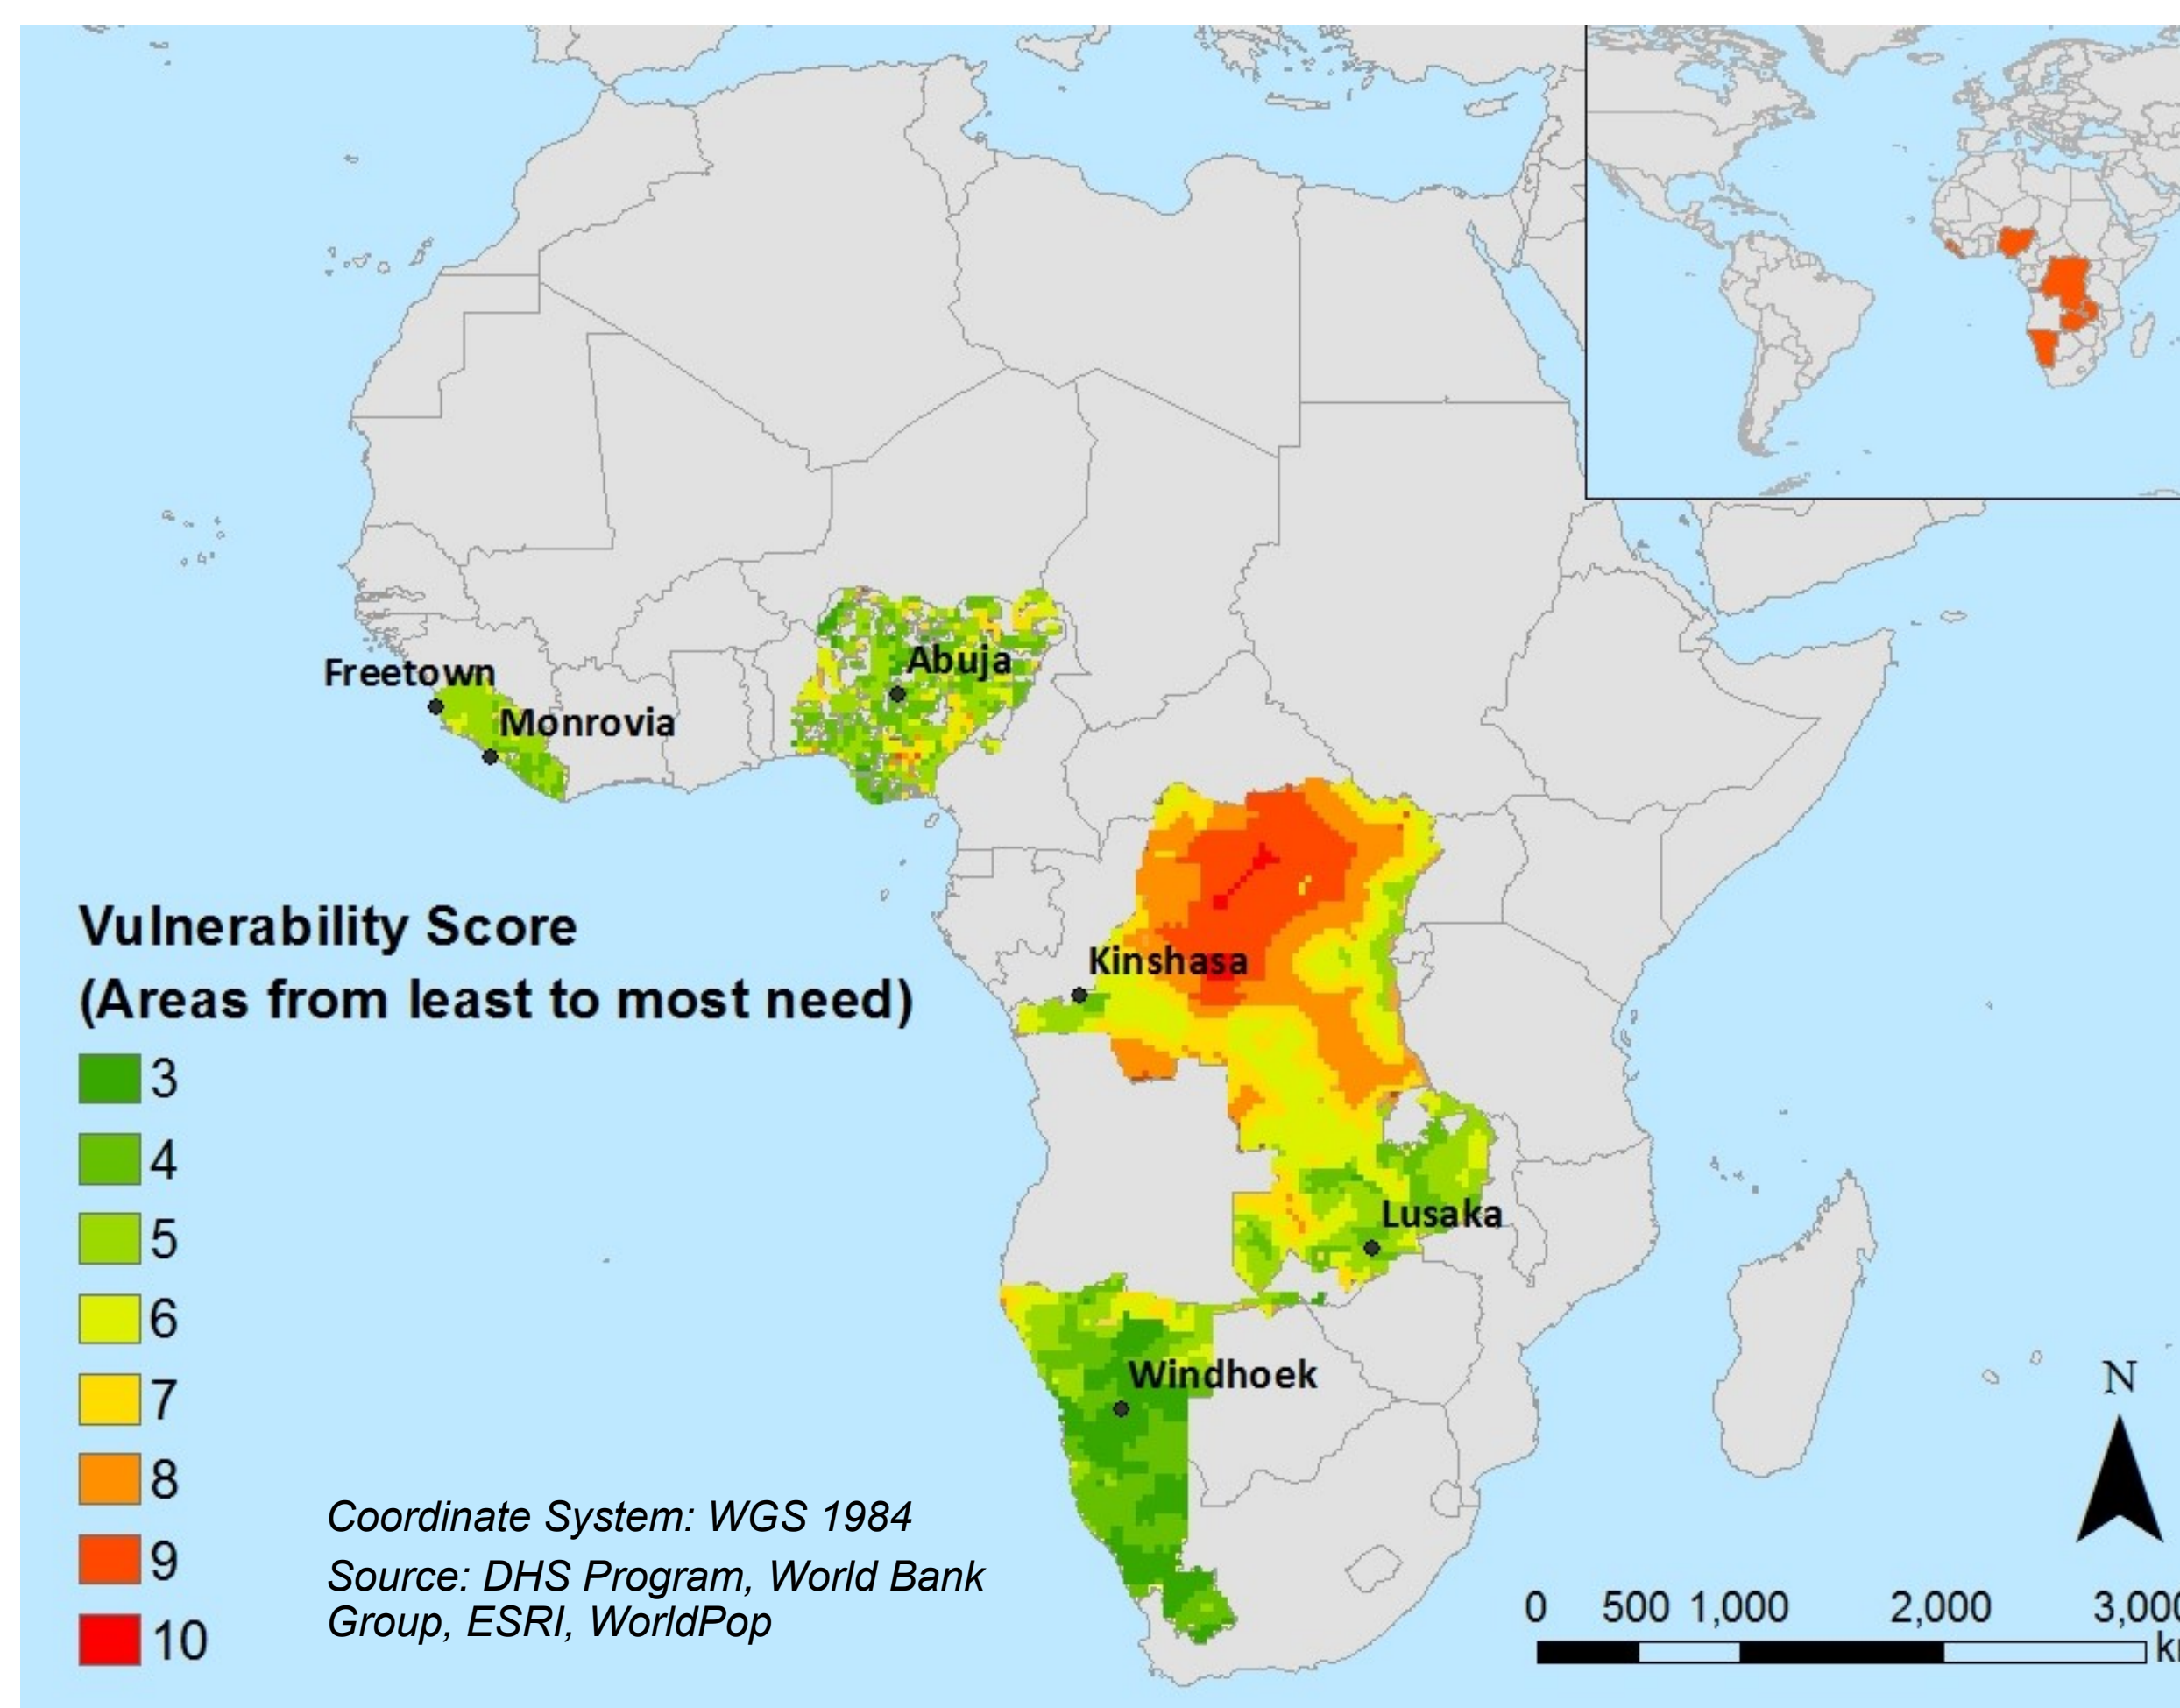 Freetown
Monrovia
Abuja
Kinshasa
Lusaka
Windhoek
Vulnerability Score
(Areas from least to most need)
3
4
5
6
7
8
9
10
Coordinate System: WGS 1984
Source: DHS Program, World Bank
Group, ESRI, WorldPop
N
0 500 1,000 2,000